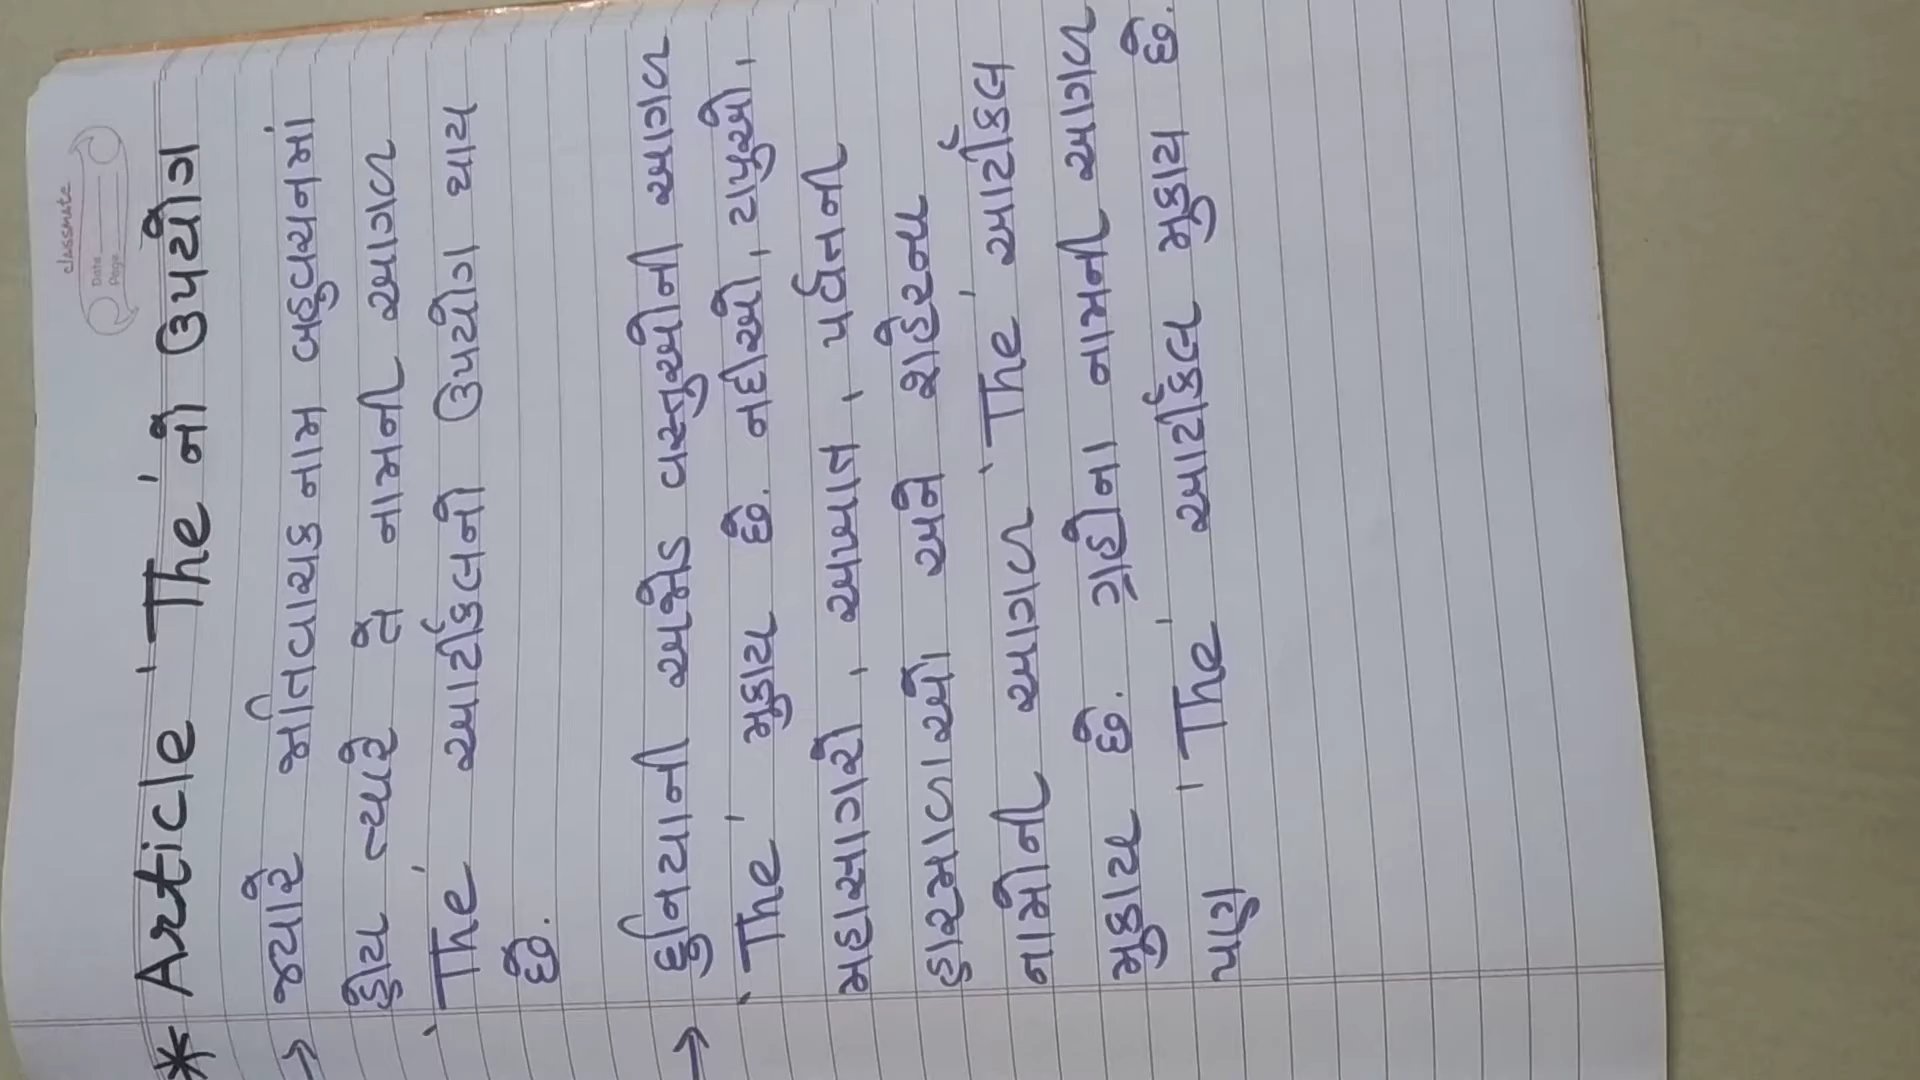 classmate
Date
Page
* Article 'The' નો ઉપયોગ
→ જ્યારે જાતિવાચક નામ બહુવચનમાં
હોય ત્યારે તે નામની આગળ
'The' આર્ટીકલનો ઉપયોગ થાય
છે.
→ દુનિયાની અજોડ વસ્તુઓની આગળ
'The' મુકાય છે. નદીઓ, ટાપુઓ,
મહાસાગરો, અખાત, પર્વતની
હારમાળાઓ અને શહેરના
નામોની આગળ 'The' આર્ટીકલ
મુકાય છે. ગ્રહોના નામની આગળ
પણ 'The' આર્ટીકલ મુકાય છે.